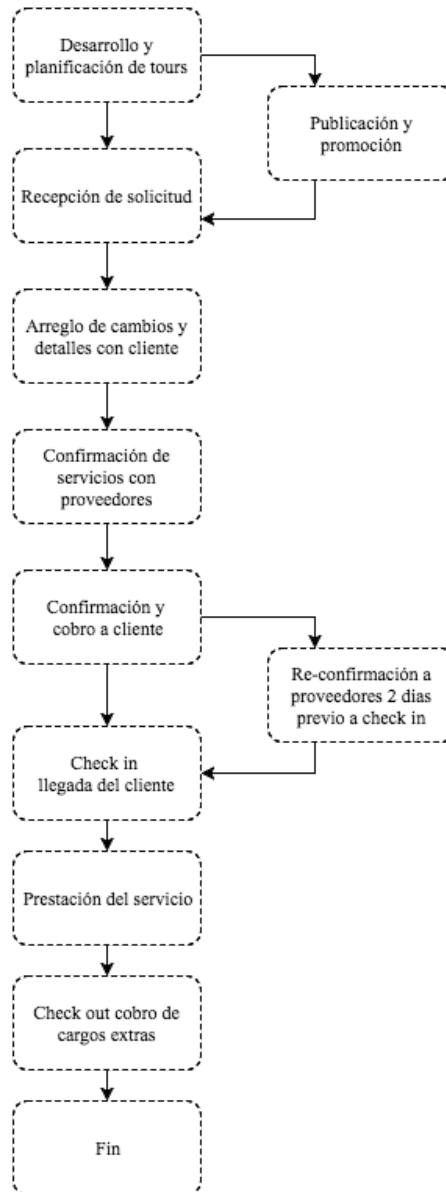 Desarrollo y
planificación de tours
Publicación y
promoción
Recepción de solicitud
Arreglo de cambios y
detalles con cliente
Confirmación de
servicios con
proveedores
Confirmación y
cobro a cliente
Re-confirmación a
proveedores 2 dias
previo a check in
Check in
llegada del cliente
Prestación del servicio
Check out cobro de
cargos extras
Fin